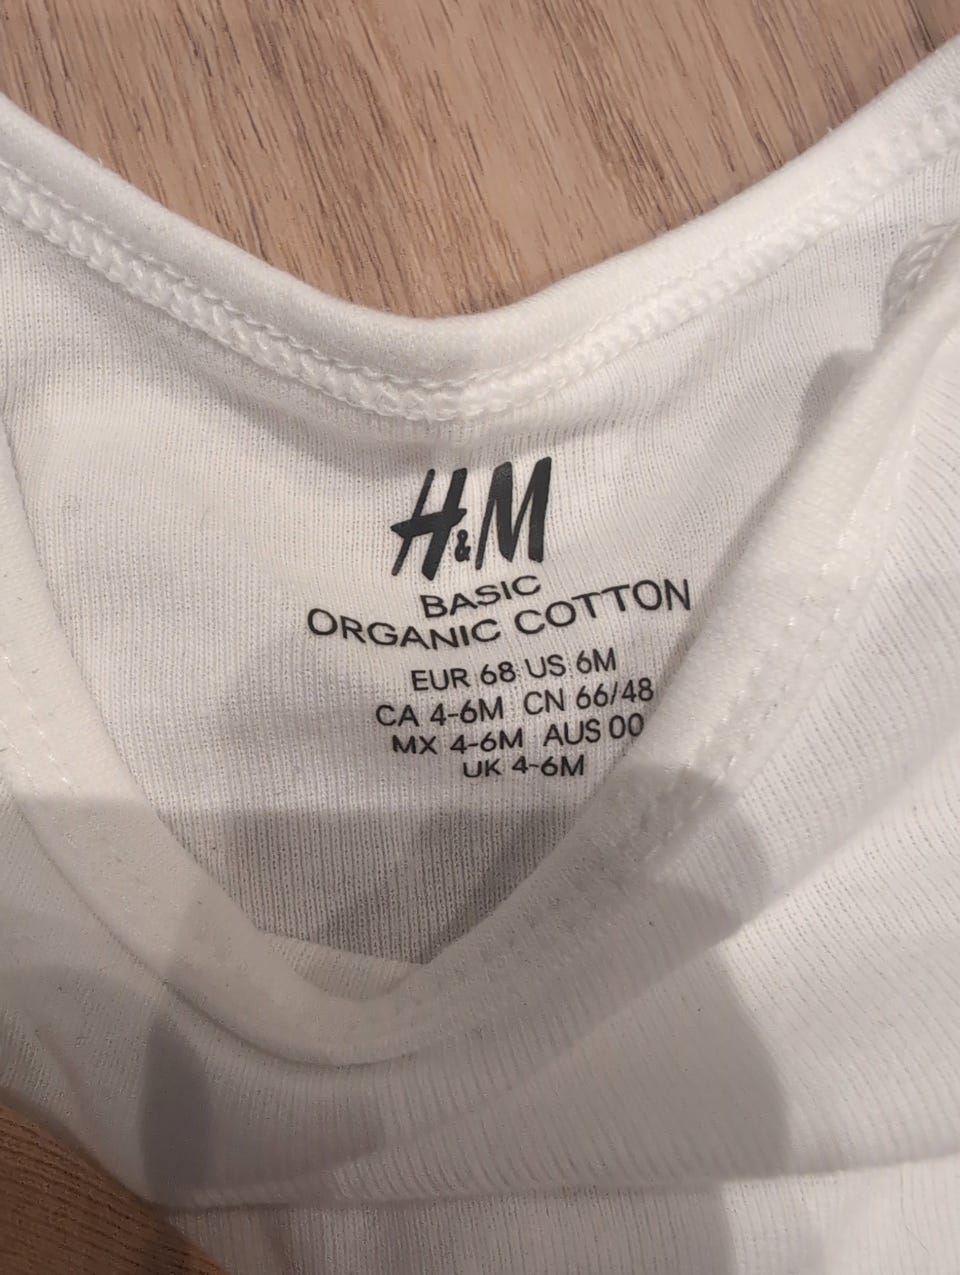 H&M
BASIC
ORGANIC COTTON
EUR 68 US 6M
CA 4-6M CN 66/48
MX 4-6M AUS 00
UK 4-6M